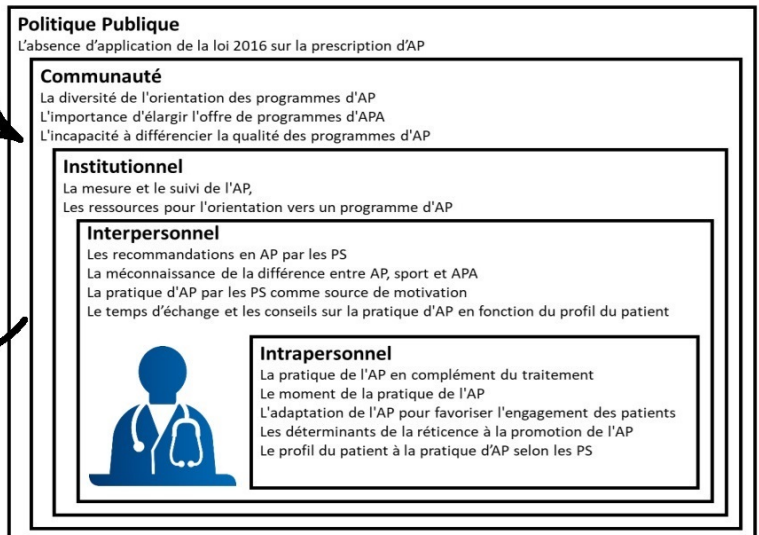 Politique Publique
L’absence d’application de la loi 2016 sur la prescription d’AP
Communauté
La diversité de l'orientation des programmes d'AP
L'importance d'élargir l'offre de programmes d'APA
L'incapacité à différencier la qualité des programmes d'AP
Institutionnel
La mesure et le suivi de l'AP,
Les ressources pour l'orientation vers un programme d'AP
Interpersonnel
Les recommandations en AP par les PS
La méconnaissance de la différence entre AP, sport et APA
La pratique d'AP par les PS comme source de motivation
Le temps d’échange et les conseils sur la pratique d'AP en fonction du profil du patient
Intrapersonnel
La pratique de l'AP en complément du traitement
Le moment de la pratique de l'AP
L'adaptation de l'AP pour favoriser l'engagement des patients
Les déterminants de la réticence à la promotion de l'AP
Le profil du patient à la pratique d’AP selon les PS